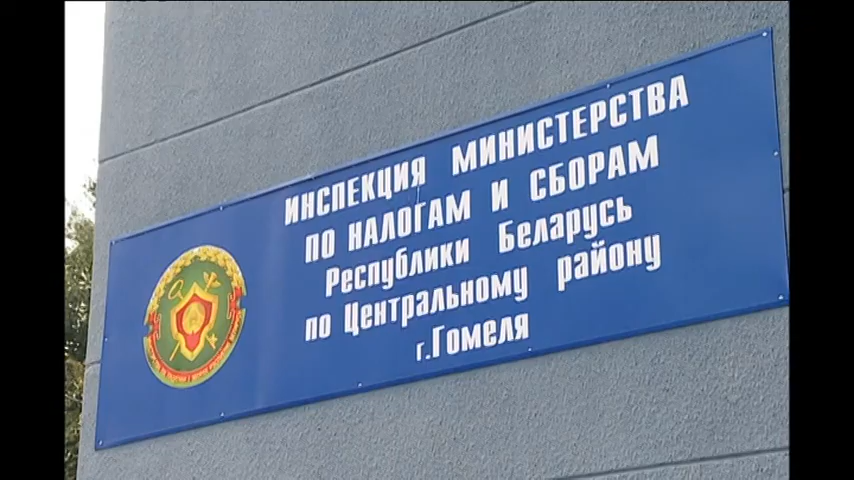 ИНСПЕКЦИЯ МИНИСТЕРСТВА
ПО НАЛОГАМ И СБОРАМ
Республики Беларусь
по Центральному району
г.Гомеля